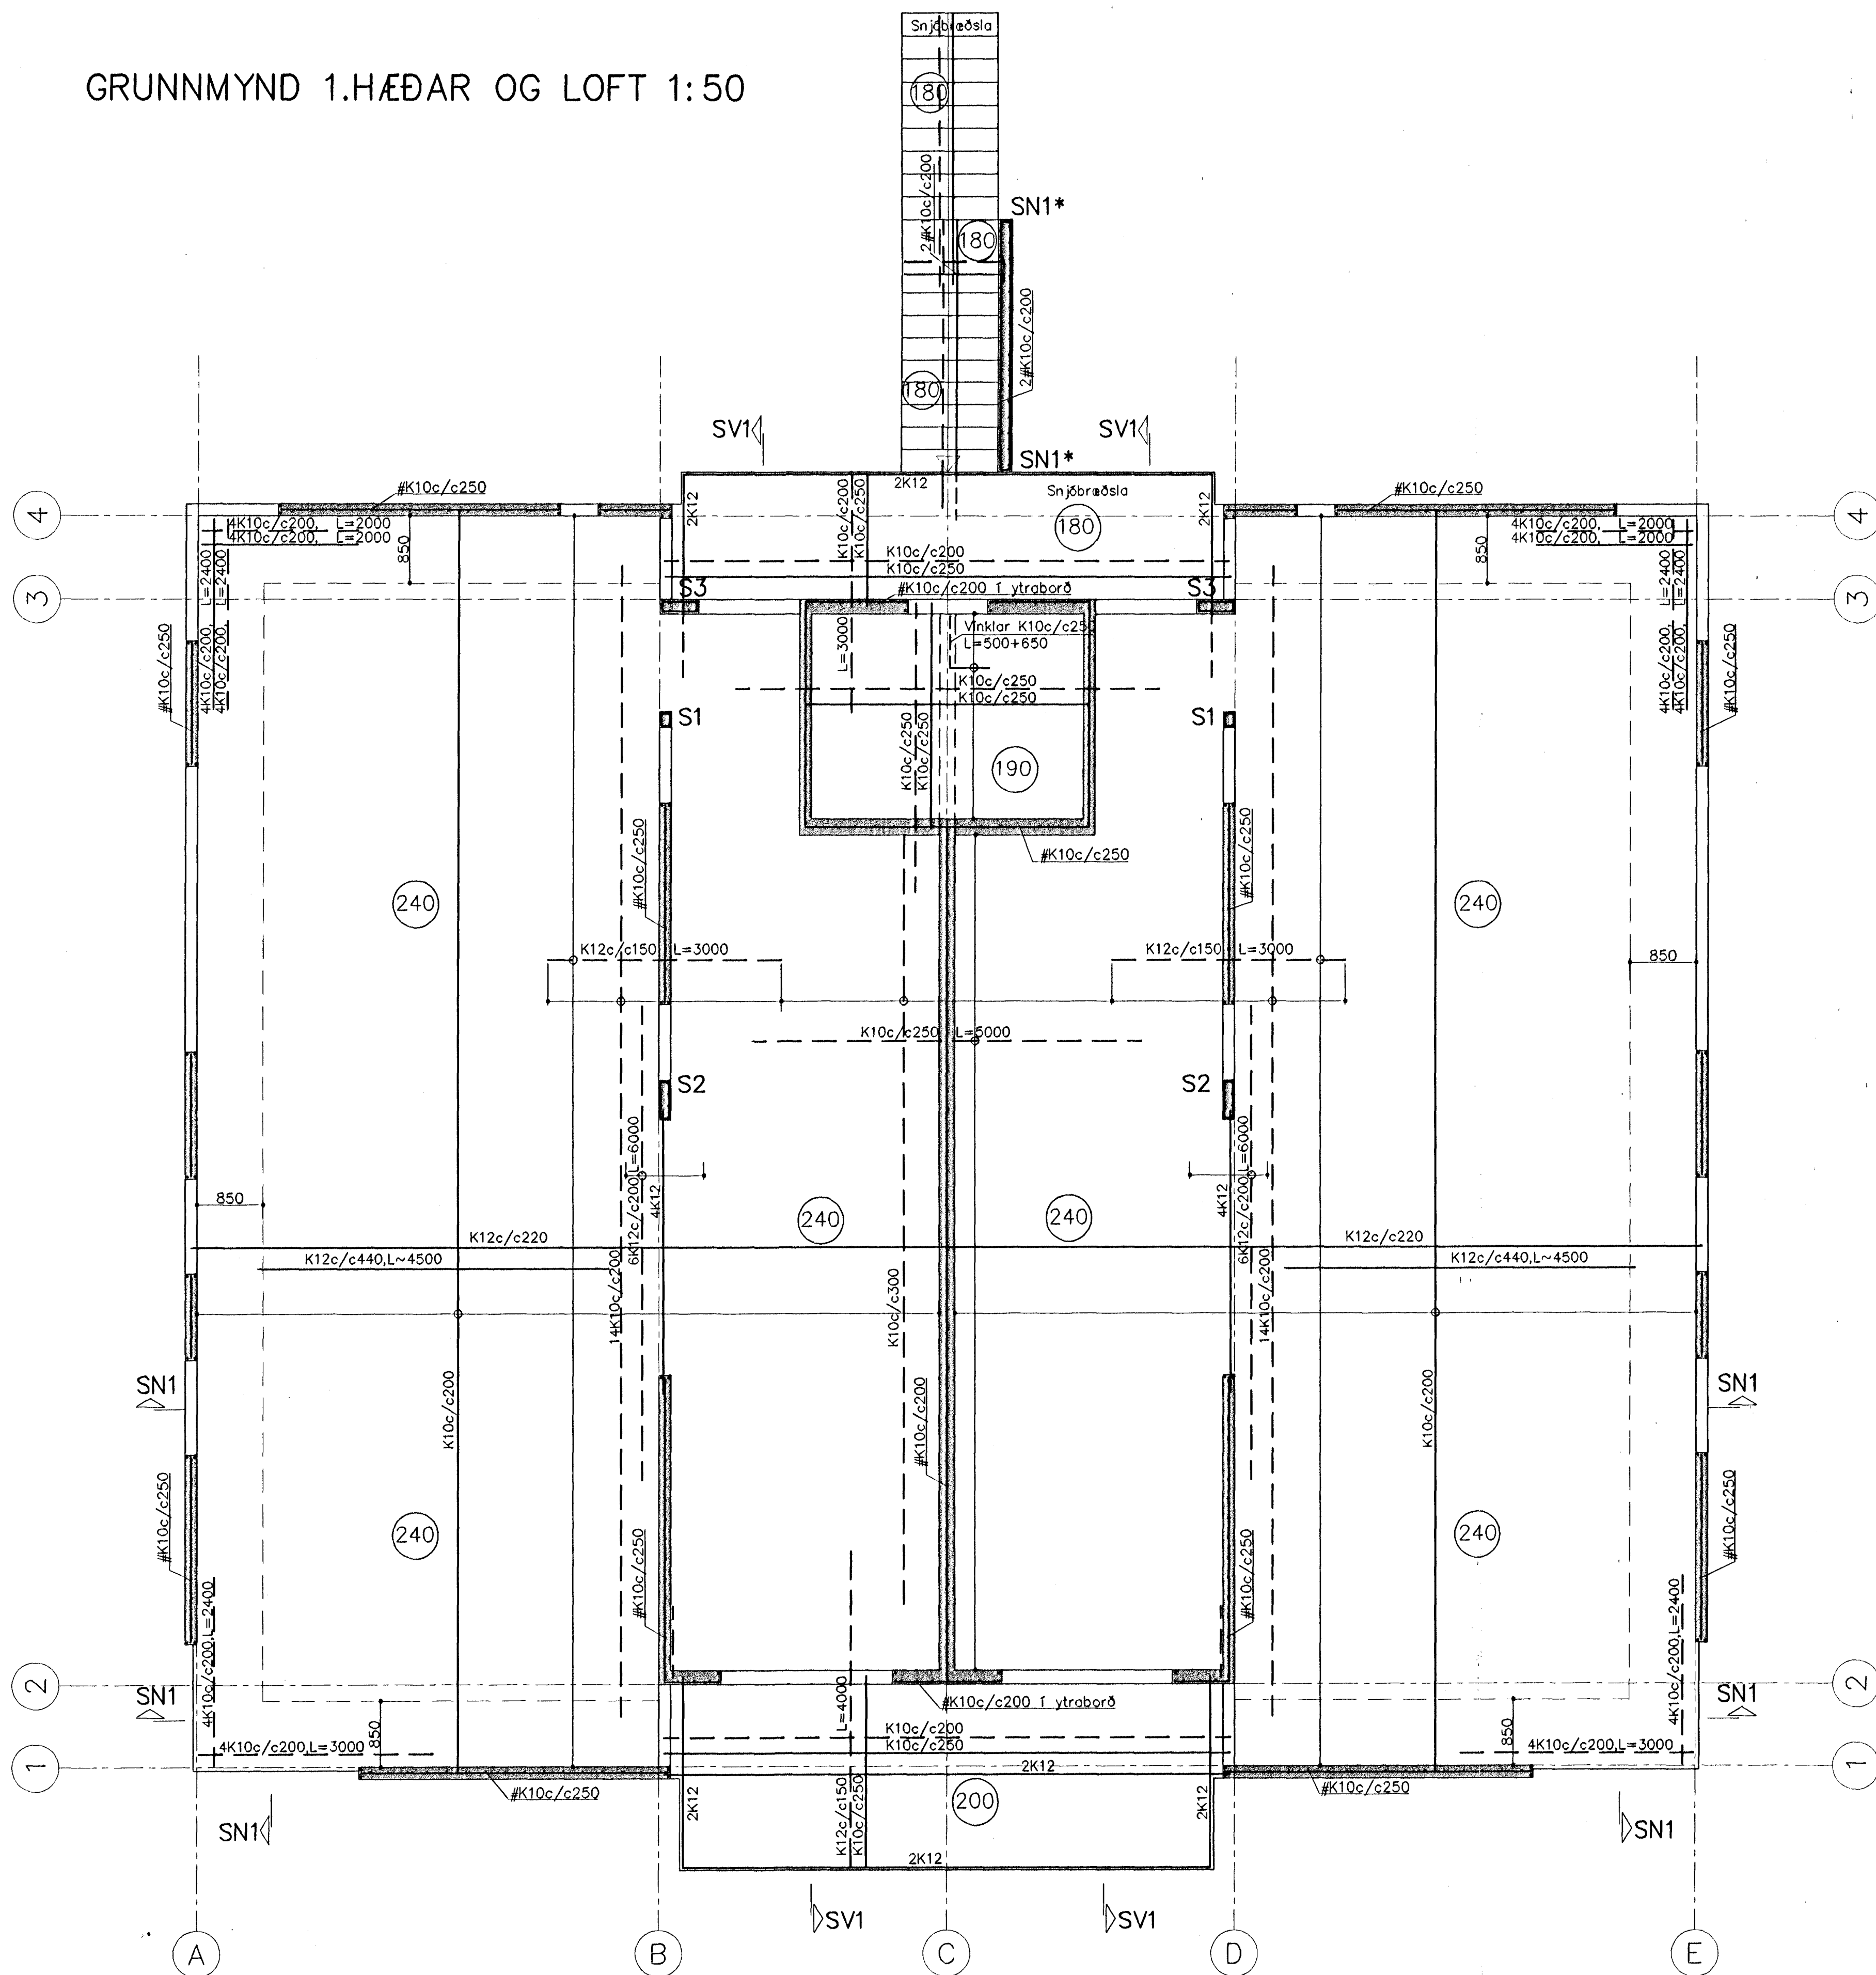 GRUNNMYND 1.HÆÐAR OG LOFT 1:50
Snjóbræðsla
180
2#K10c/c200
SN1*
180
2#K10c/c200
180
SV1
SV1
SN1*
2K12
Snjóbræðsla
2K12
2K12
180
4
#K10c/c250
#K10c/c250
4
4K10c/c200, L=2000
4K10c/c200, L=2000
4K10c/c200, L=2000
4K10c/c200, L=2000
850
850
K10c/c200
K10c/c250
K10c/c200
K10c/c250
3
S3
#K10c/c200 í ytraborð
S3
3
4K10c/c200, L=2400
4K10c/c200, L=2400
4K10c/c200, L=2400
4K10c/c200, L=2400
#K10c/c250
#K10c/c250
L=3000
Vinklar K10c/c250
L=500+650
K10c/c250
K10c/c250
S1
S1
K10c/c250
K10c/c250
190
#K10c/c250
#K10c/c250
#K10c/c250
240
240
K12c/c150 L=3000
K12c/c150 L=3000
850
K10c/c250 L=5000
S2
S2
6K12c/c200,L=6000
4K12
6K12c/c200,L=6000
4K12
850
240
240
K12c/c220
K12c/c220
K12c/c440,L~4500
K12c/c440,L~4500
14K10c/c200
K10c/c300
14K10c/c200
SN1
K10c/c200
#K10c/c200
K10c/c200
SN1
#K10c/c250
240
#K10c/c250
#K10c/c250
240
#K10c/c250
4K10c/c200,L=2400
4K10c/c200,L=2400
2
SN1
#K10c/c200 í ytraborð
SN1
2
L=4000
K10c/c200
K10c/c250
850
850
4K10c/c200,L=3000
4K10c/c200,L=3000
1
2K12
1
#K10c/c250
2K12
K12c/c150
K10c/c250
200
2K12
#K10c/c250
SN1
SN1
2K12
SV1
SV1
A
B
C
D
E